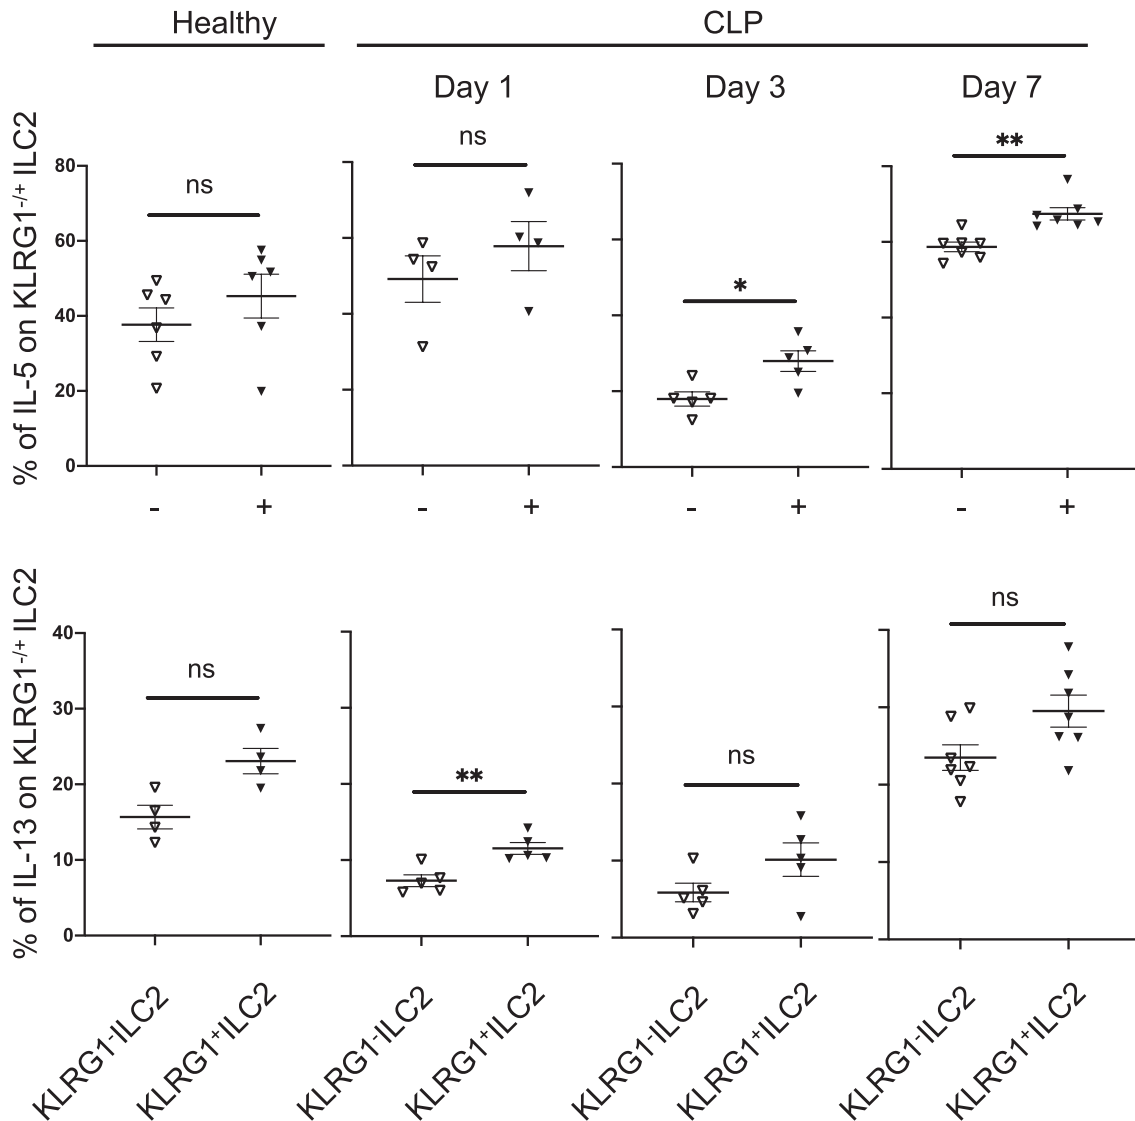 Healthy CLP
Day 1 Day 3 Day 7
% of IL-5 on KLRG1-/+ ILC2
80
60
40
20
0
ns
ns
*
**
- + - + - + - +
% of IL-13 on KLRG1-/+ ILC2
40
30
20
10
0
ns
**
ns
ns
KLRG1-ILC2
KLRG1+ILC2
KLRG1-ILC2
KLRG1+ILC2
KLRG1-ILC2
KLRG1+ILC2
KLRG1-ILC2
KLRG1+ILC2